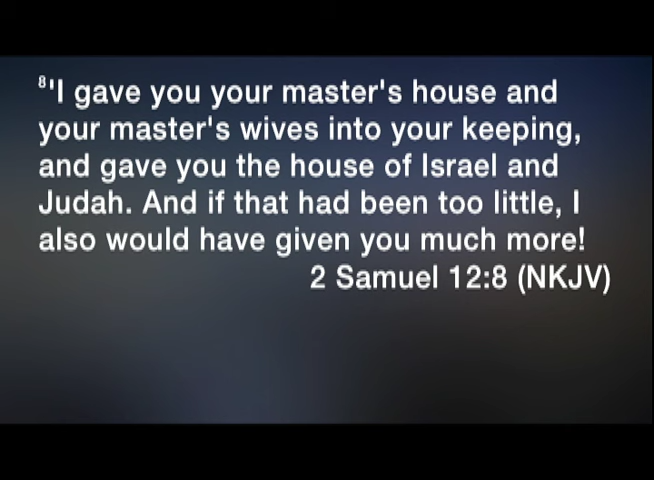 ⁸'I gave you your master's house and
your master's wives into your keeping,
and gave you the house of Israel and
Judah. And if that had been too little, I
also would have given you much more!
2 Samuel 12:8 (NKJV)